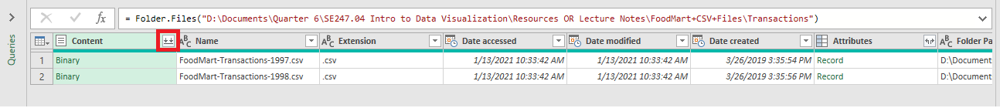 Queries
fx = Folder.Files("D:\Documents\Quarter 6\SE247.04 Intro to Data Visualization\Resources OR Lecture Notes\FoodMart+CSV+Files\Transactions")
Content ABC Name ABC Extension Date accessed Date modified Date created Attributes ABC Folder Pa
1 Binary FoodMart-Transactions-1997.csv .csv 1/13/2021 10:33:42 AM 1/13/2021 10:33:42 AM 3/26/2019 3:35:54 PM Record D:\Document
2 Binary FoodMart-Transactions-1998.csv .csv 1/13/2021 10:33:42 AM 1/13/2021 10:33:42 AM 3/26/2019 3:35:56 PM Record D:\Document